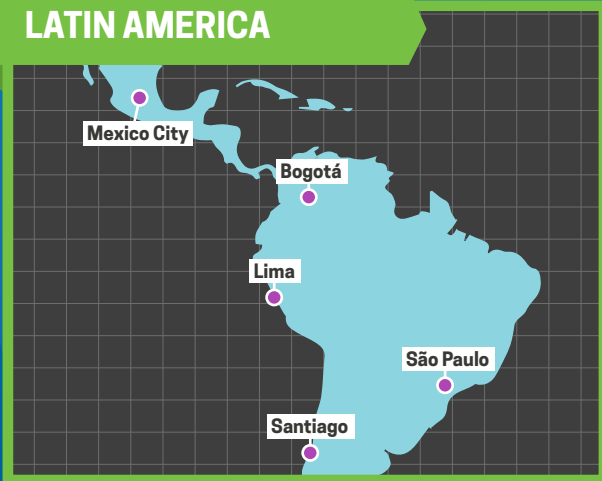 LATIN AMERICA
Mexico City
Bogotá
Lima
São Paulo
Santiago